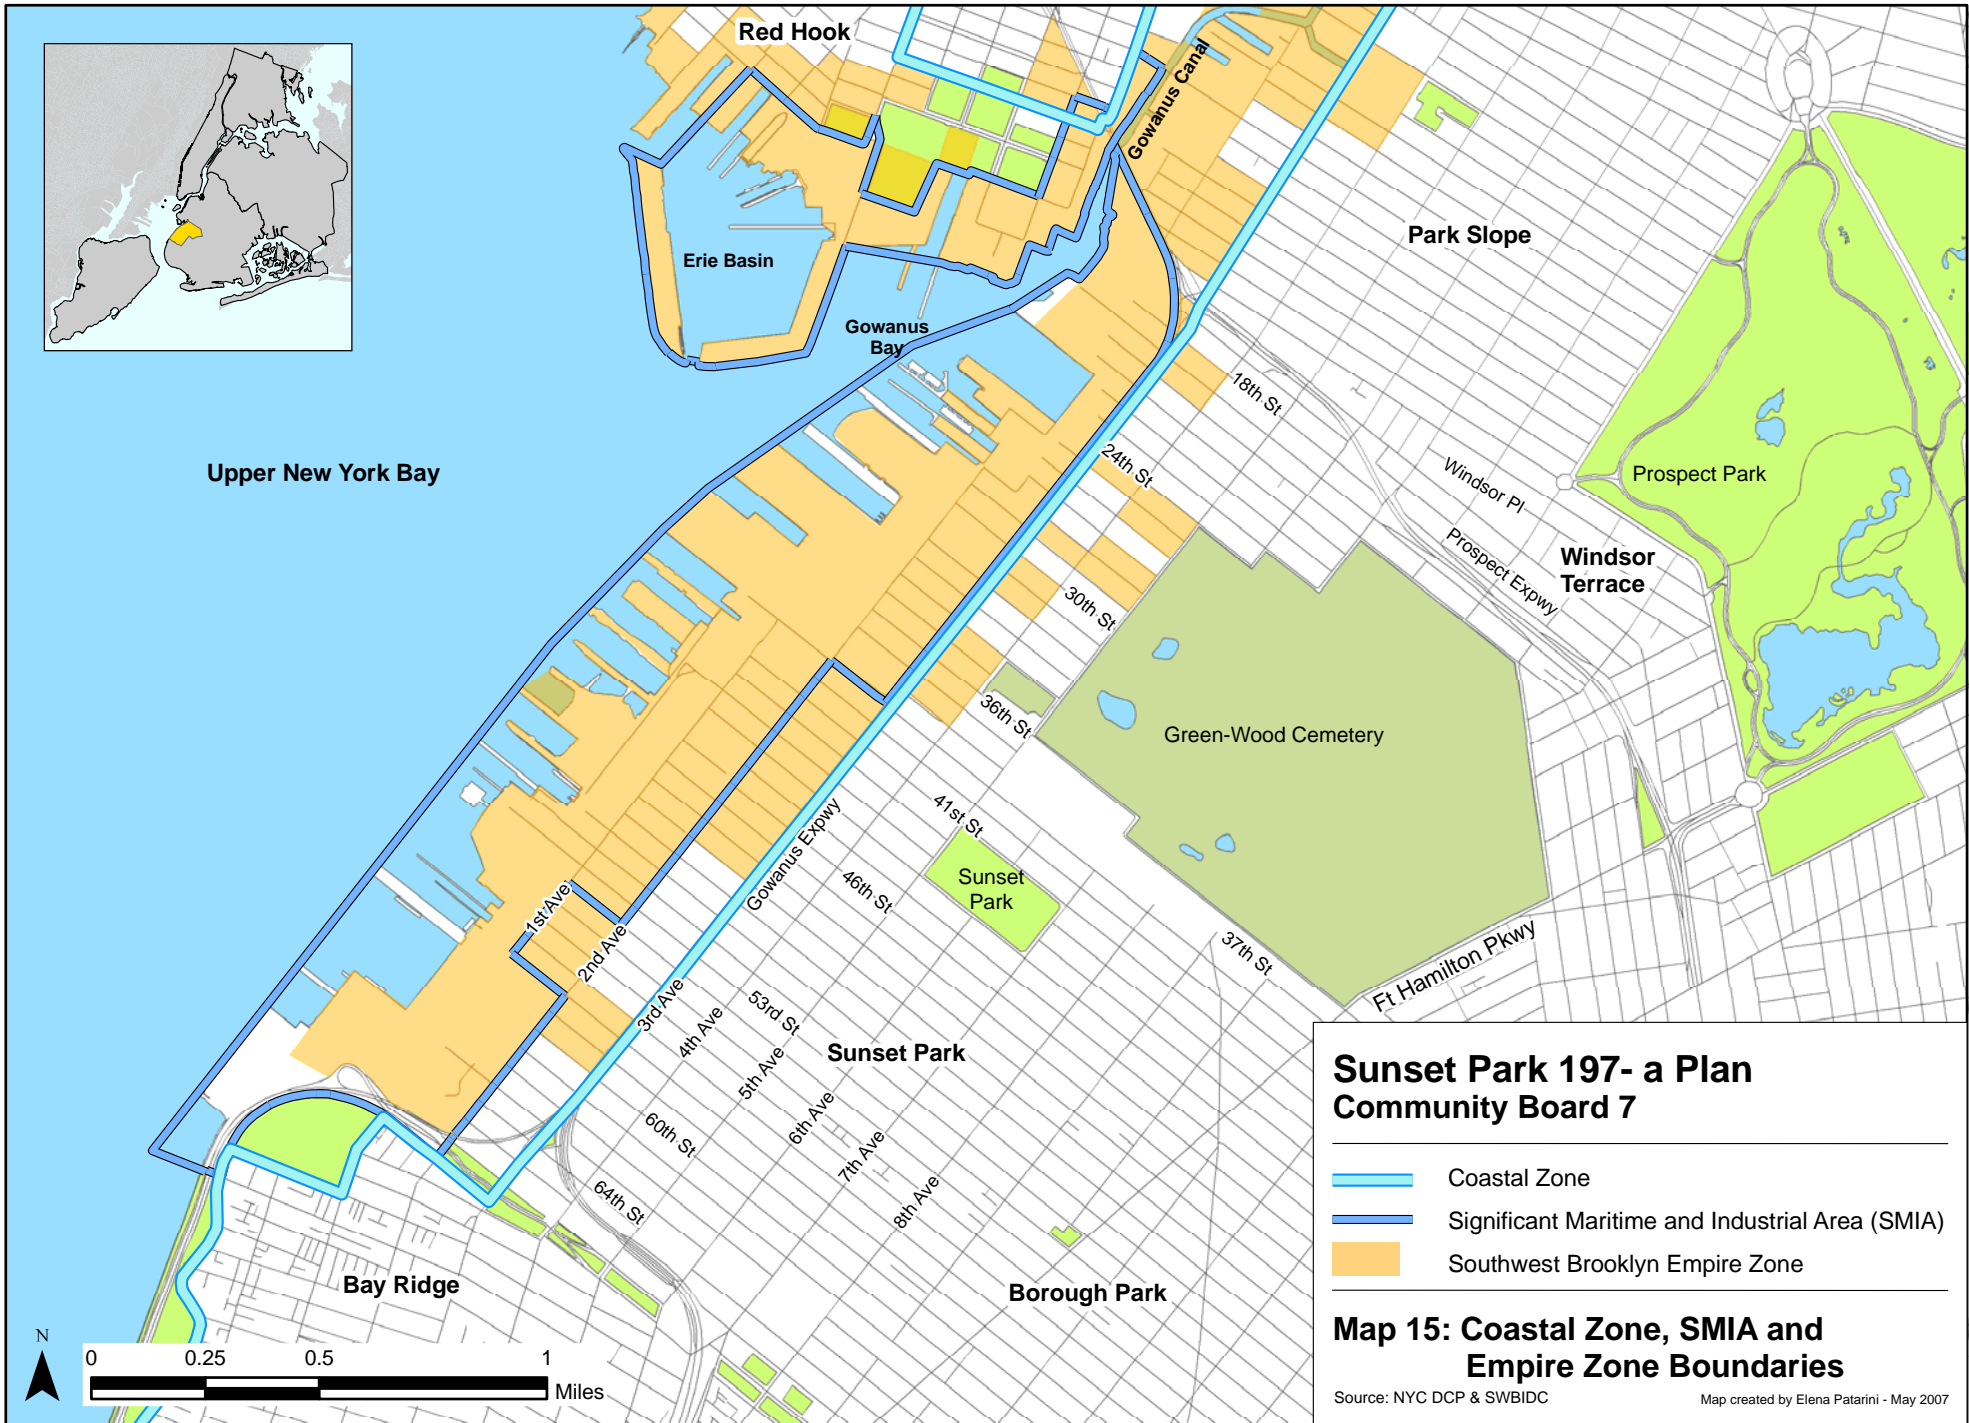 Red Hook
Gowanus Canal
Park Slope
Erie Basin
Gowanus
Bay
18th St
Upper New York Bay
24th St
Windsor Pl
Prospect Park
Prospect Expwy
Windsor
Terrace
30th St
36th St
Green-Wood Cemetery
41st St
Gowanus Expwy
46th St
Sunset
Park
1st Ave
2nd Ave
37th St
Ft Hamilton Pkwy
3rd Ave
53rd St
4th Ave
Sunset Park
5th Ave
6th Ave
60th St
7th Ave
8th Ave
64th St
Bay Ridge
Borough Park
N
0 0.25 0.5 1
Miles
Sunset Park 197- a Plan
Community Board 7
Coastal Zone
Significant Maritime and Industrial Area (SMIA)
Southwest Brooklyn Empire Zone
Map 15: Coastal Zone, SMIA and
Empire Zone Boundaries
Source: NYC DCP & SWBIDC
Map created by Elena Patarini - May 2007